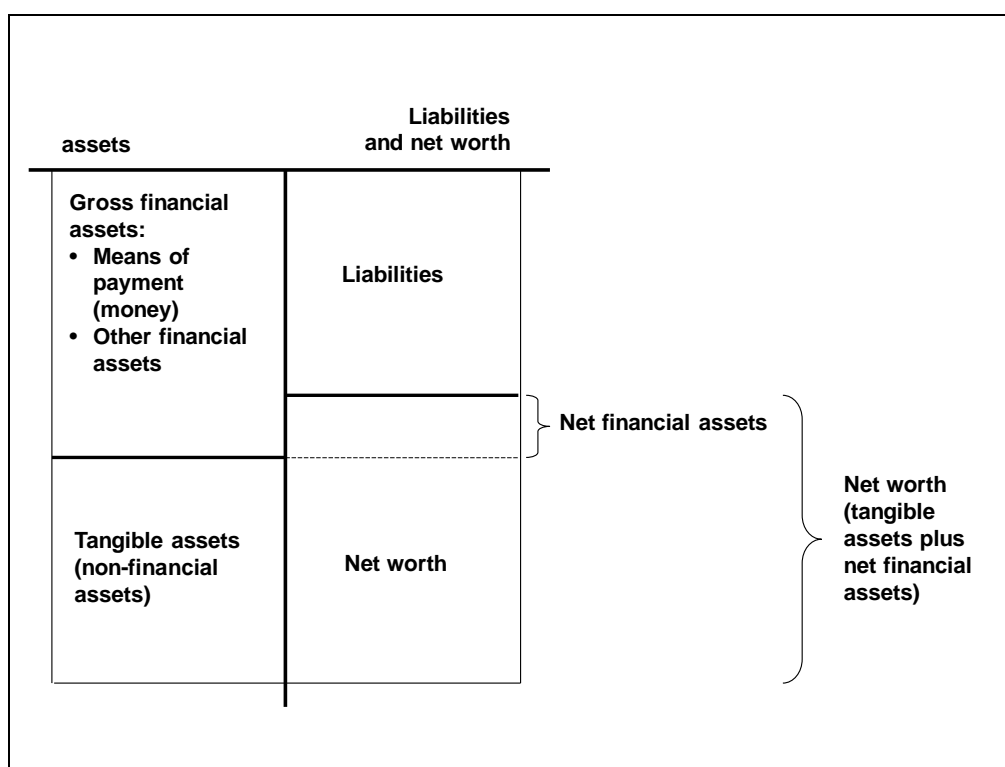 assets
Liabilities
and net worth
Gross financial
assets:
• Means of
payment
(money)
• Other financial
assets
Liabilities
Net financial assets
Tangible assets
(non-financial
assets)
Net worth
Net worth
(tangible
assets plus
net financial
assets)